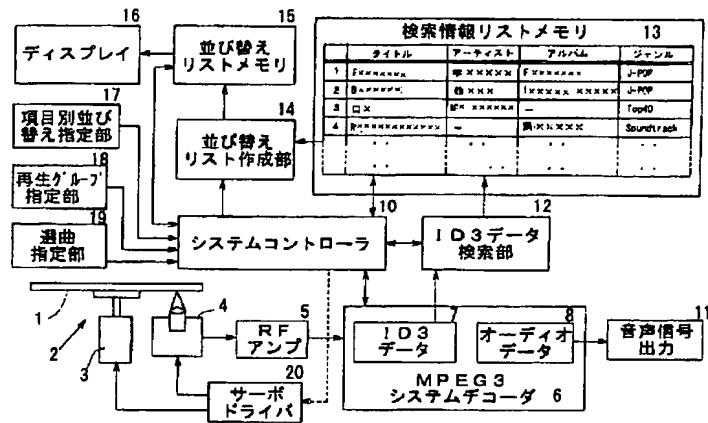 16
ディスプレイ
15
並び替え
リストメモリ
検索情報リストメモリ 13
タイトル アーティスト アルバム ジャンル
1 J-POP
2 J-POP
3 ロ× — Top40
4 — Soundtrack
17
項目別並び
替え指定部
14
並び替え
リスト作成部
18
再生グループ
指定部
19
選曲
指定部
10
システムコントローラ
12
ID3データ
検索部
1
2
3
4
5
RF
アンプ
7
ID3
データ
8
オーディオ
データ
11
音声信号
出力
MPEG3
システムデコーダ 6
20
サーボ
ドライバ